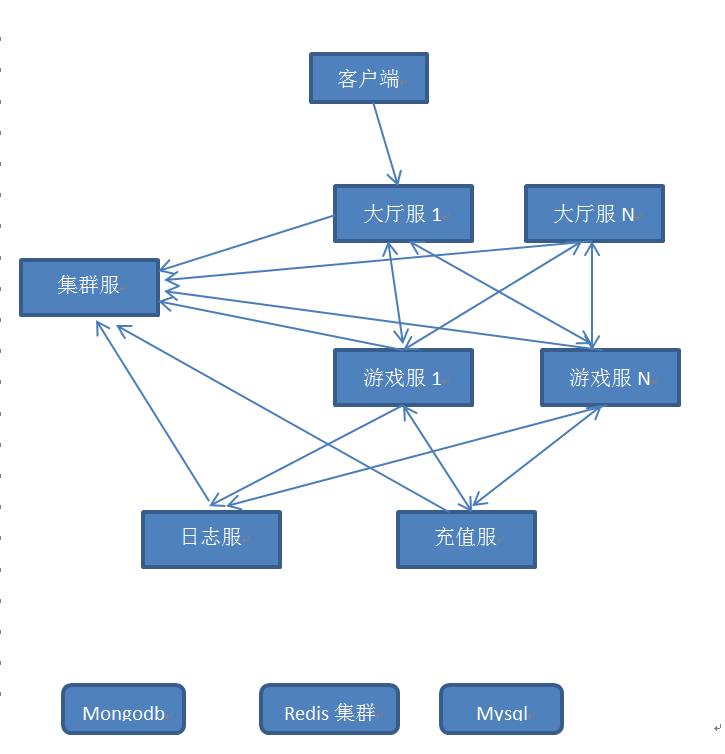 客户端
大厅服 1
大厅服 N
集群服
游戏服 1
游戏服 N
日志服
充值服
Mongodb
Redis 集群
Mysql